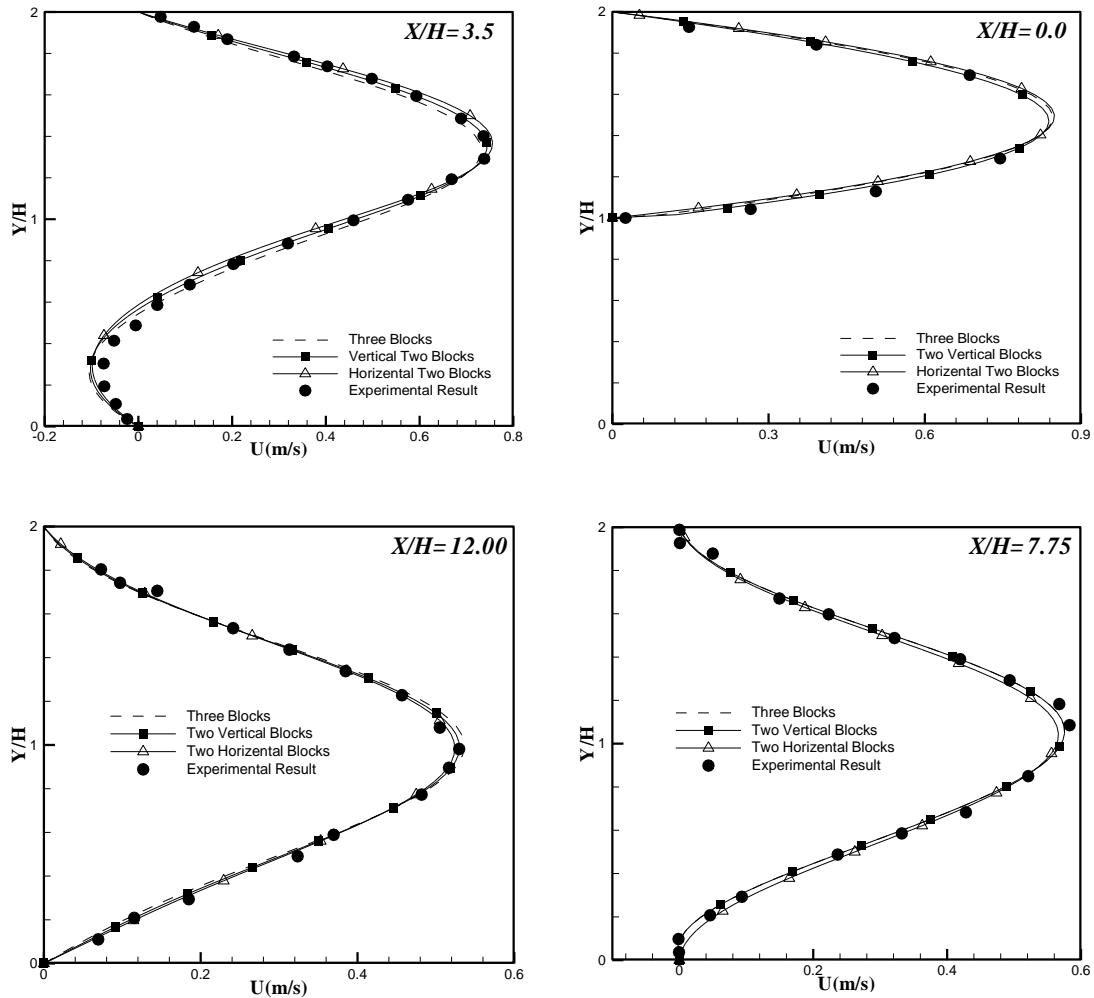 2
X/H= 3.5
Y/H
1
Three Blocks
Vertical Two Blocks
Horizental Two Blocks
Experimental Result
0
-0.2
0
0.2
0.4
0.6
0.8
U(m/s)
2
X/H= 0.0
Y/H
1
Three Blocks
Two Vertical Blocks
Horizental Two Blocks
Experimental Result
0
0
0.3
0.6
0.9
U(m/s)
2
X/H= 12.00
Y/H
1
Three Blocks
Two Vertical Blocks
Two Horizental Blocks
Experimental Result
0
0
0.2
0.4
0.6
U(m/s)
2
X/H= 7.75
Y/H
1
Three Blocks
Two Vertical Blocks
Two Horizental Blocks
Experimental Result
0
0
0.2
0.4
0.6
U(m/s)